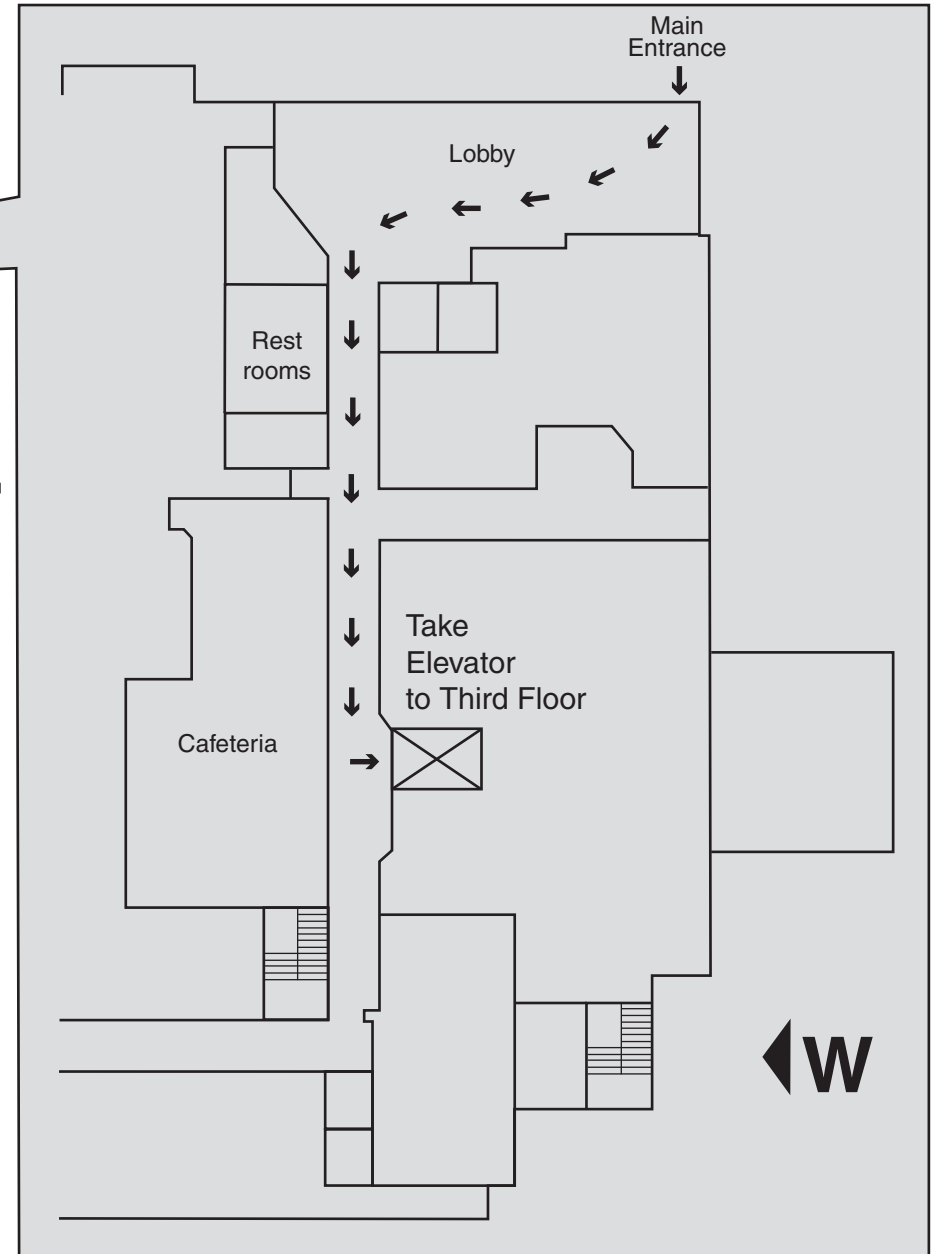 Main
Entrance
Lobby
Rest
rooms
Take
Elevator
to Third Floor
Cafeteria
W